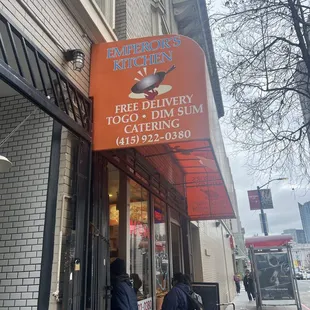 EMPEROR'S
KITCHEN
FREE DELIVERY
TOGO • DIM SUM
CATERING
(415) 922-0380